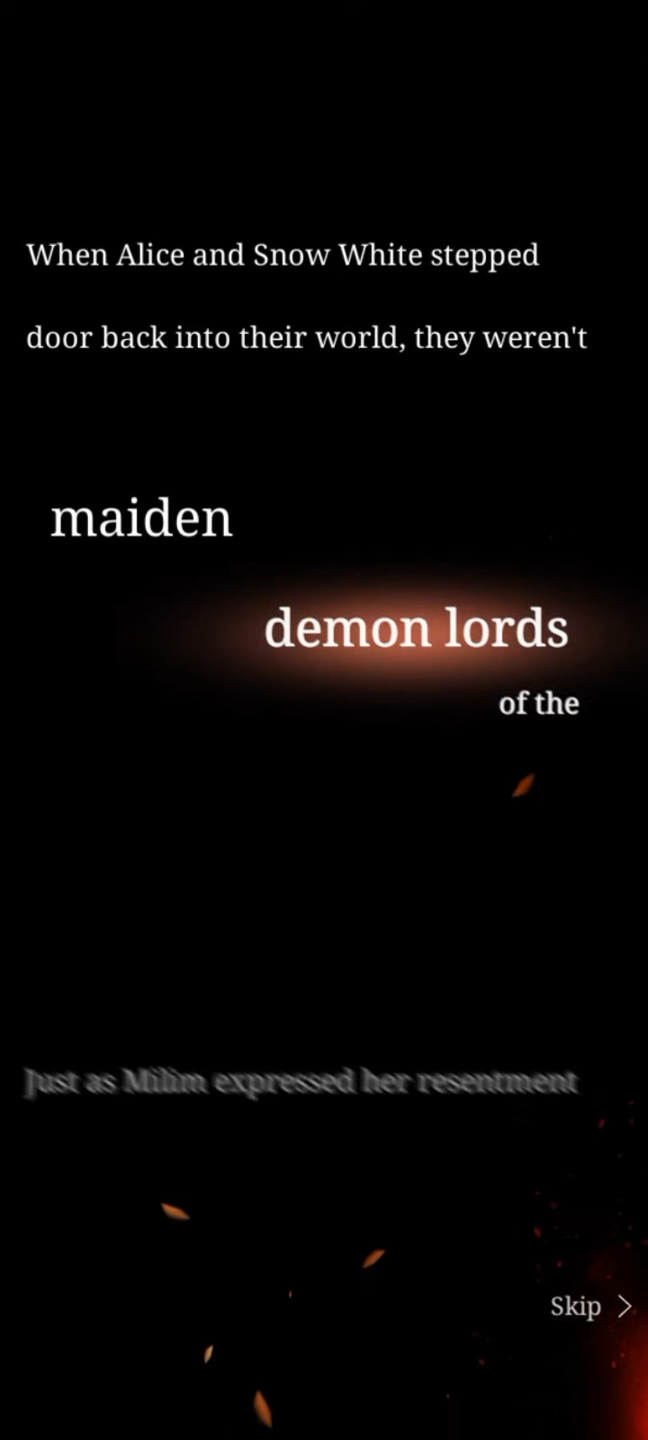 When Alice and Snow White stepped
door back into their world, they weren't
maiden
demon lords
of the
Just as Milim expressed her resentment
Skip